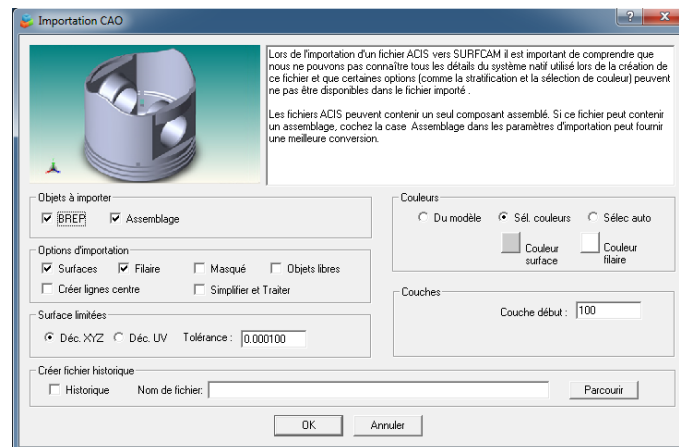 Importation CAO
Lors de l'importation d'un fichier ACIS vers SURFCAM il est important de comprendre que
nous ne pouvons pas connaître tous les détails du système natif utilisé lors de la création de
ce fichier et que certaines options (comme la stratification et la sélection de couleur) peuvent
ne pas être disponibles dans le fichier importé .
Les fichiers ACIS peuvent contenir un seul composant assemblé. Si ce fichier peut contenir
un assemblage, cochez la case  Assemblage dans les paramètres d'importation peut fournir
une meilleure conversion.
Objets à importer
BREP Assemblage
Couleurs
Du modèle Sél. couleurs Sélec auto
Couleur surface
Couleur filaire
Options d'importation
Surfaces Filaire Masqué Objets libres
Créer lignes centre Simplifier et Traiter
Couches
Couche début : 100
Surface limitées
Déc. XYZ Déc. UV Tolérance : 0.000100
Créer fichier historique
Historique Nom de fichier: Parcourir
OK Annuler